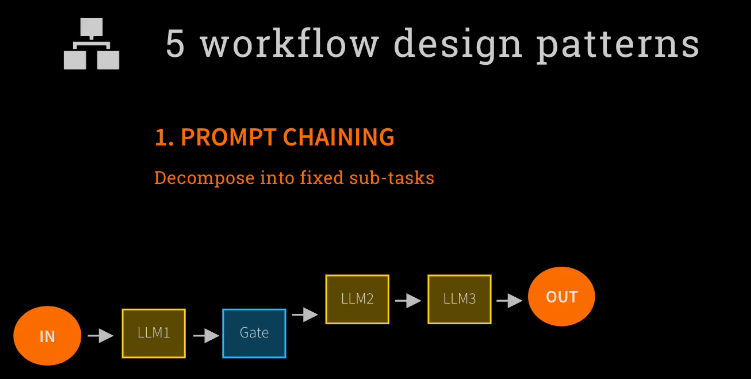 5 workflow design patterns
1. PROMPT CHAINING
Decompose into fixed sub-tasks
IN
LLM1
Gate
LLM2
LLM3
OUT